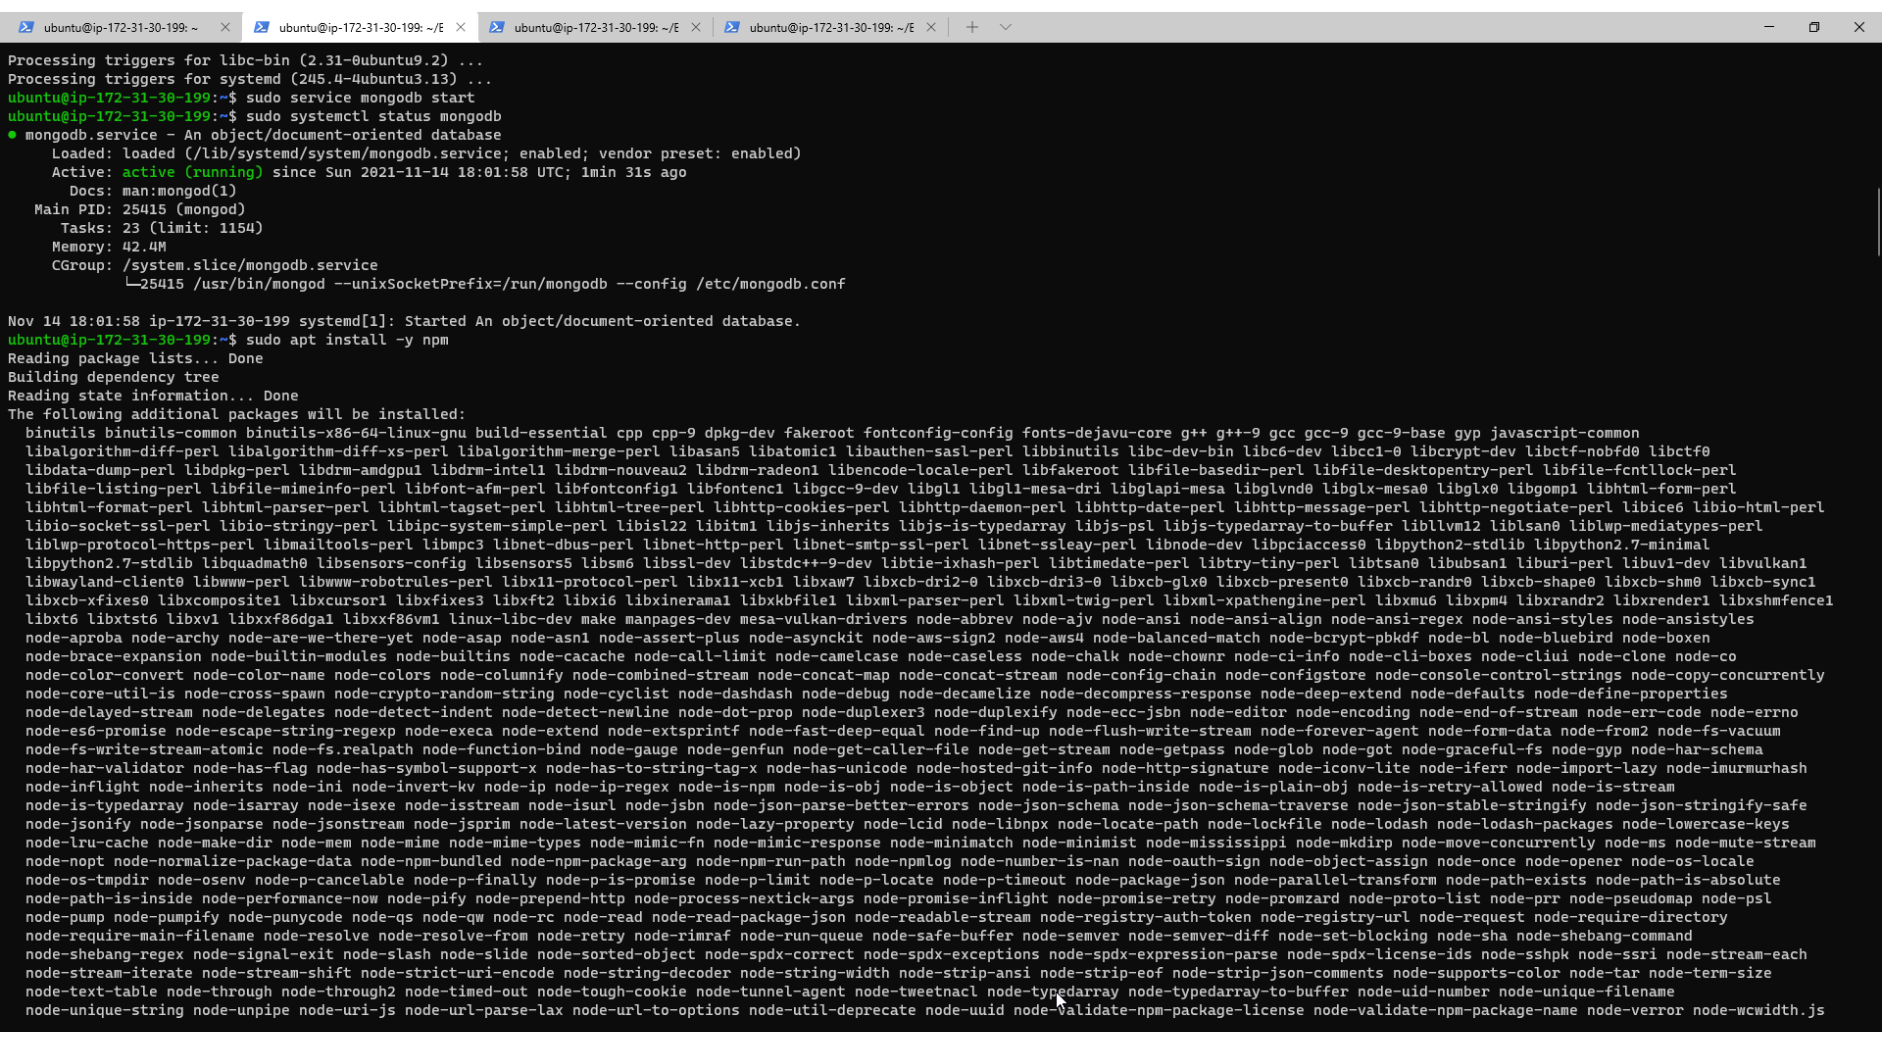 ubuntu@ip-172-31-30-199: ~
ubuntu@ip-172-31-30-199: ~/E
ubuntu@ip-172-31-30-199: ~/E
ubuntu@ip-172-31-30-199: ~/E
Processing triggers for libc-bin (2.31-0ubuntu9.2) ...
Processing triggers for systemd (245.4-4ubuntu3.13) ...
ubuntu@ip-172-31-30-199:~$ sudo service mongodb start
ubuntu@ip-172-31-30-199:~$ sudo systemctl status mongodb
● mongodb.service - An object/document-oriented database
Loaded: loaded (/lib/systemd/system/mongodb.service; enabled; vendor preset: enabled)
Active: active (running) since Sun 2021-11-14 18:01:58 UTC; 1min 31s ago
Docs: man:mongod(1)
Main PID: 25415 (mongod)
Tasks: 23 (limit: 1154)
Memory: 42.4M
CGroup: /system.slice/mongodb.service
└─25415 /usr/bin/mongod --unixSocketPrefix=/run/mongodb --config /etc/mongodb.conf
Nov 14 18:01:58 ip-172-31-30-199 systemd[1]: Started An object/document-oriented database.
ubuntu@ip-172-31-30-199:~$ sudo apt install -y npm
Reading package lists... Done
Building dependency tree
Reading state information... Done
The following additional packages will be installed:
binutils binutils-common binutils-x86-64-linux-gnu build-essential cpp cpp-9 dpkg-dev fakeroot fontconfig-config fonts-dejavu-core g++ g++-9 gcc gcc-9 gcc-9-base gyp javascript-common
libalgorithm-diff-perl libalgorithm-diff-xs-perl libalgorithm-merge-perl libasan5 libatomic1 libauthen-sasl-perl libbinutils libc-dev-bin libc6-dev libcc1-0 libcrypt-dev libctf-nobfd0 libctf0
libdata-dump-perl libdpkg-perl libdrm-amdgpu1 libdrm-intel1 libdrm-nouveau2 libdrm-radeon1 libencode-locale-perl libfakeroot libfile-basedir-perl libfile-desktopentry-perl libfile-fcntllock-perl
libfile-listing-perl libfile-mimeinfo-perl libfont-afm-perl libfontconfig1 libfontenc1 libgcc-9-dev libgl1 libgl1-mesa-dri libglapi-mesa libglvnd0 libglx-mesa0 libglx0 libgomp1 libhtml-form-perl
libhtml-format-perl libhtml-parser-perl libhtml-tagset-perl libhtml-tree-perl libhttp-cookies-perl libhttp-daemon-perl libhttp-date-perl libhttp-message-perl libhttp-negotiate-perl libice6 libio-html-perl
libio-socket-ssl-perl libio-stringy-perl libipc-system-simple-perl libisl22 libitm1 libjs-inherits libjs-is-typedarray libjs-psl libjs-typedarray-to-buffer libllvm12 liblsan0 liblwp-mediatypes-perl
liblwp-protocol-https-perl libmailtools-perl libmpc3 libnet-dbus-perl libnet-http-perl libnet-smtp-ssl-perl libnet-ssleay-perl libnode-dev libpciaccess0 libpython2-stdlib libpython2.7-minimal
libpython2.7-stdlib libquadmath0 libsensors-config libsensors5 libsm6 libssl-dev libstdc++-9-dev libtie-ixhash-perl libtimedate-perl libtry-tiny-perl libtsan0 libubsan1 liburi-perl libuv1-dev libvulkan1
libwayland-client0 libwww-perl libwww-robotrules-perl libx11-protocol-perl libx11-xcb1 libxaw7 libxcb-dri2-0 libxcb-dri3-0 libxcb-glx0 libxcb-present0 libxcb-randr0 libxcb-shape0 libxcb-shm0 libxcb-sync1
libxcb-xfixes0 libxcomposite1 libxcursor1 libxfixes3 libxft2 libxi6 libxinerama1 libxkbfile1 libxml-parser-perl libxml-twig-perl libxml-xpathengine-perl libxmu6 libxpm4 libxrandr2 libxrender1 libxshmfence1
libxt6 libxtst6 libxv1 libxxf86dga1 libxxf86vm1 linux-libc-dev make manpages-dev mesa-vulkan-drivers node-abbrev node-ajv node-ansi node-ansi-align node-ansi-regex node-ansi-styles node-ansistyles
node-aproba node-archy node-are-we-there-yet node-asap node-asn1 node-assert-plus node-asynckit node-aws-sign2 node-aws4 node-balanced-match node-bcrypt-pbkdf node-bl node-bluebird node-boxen
node-brace-expansion node-builtin-modules node-builtins node-cacache node-call-limit node-camelcase node-caseless node-chalk node-chownr node-ci-info node-cli-boxes node-cliui node-clone node-co
node-color-convert node-color-name node-colors node-columnify node-combined-stream node-concat-map node-concat-stream node-config-chain node-configstore node-console-control-strings node-copy-concurrently
node-core-util-is node-cross-spawn node-crypto-random-string node-cyclist node-dashdash node-debug node-decamelize node-decompress-response node-deep-extend node-defaults node-define-properties
node-delayed-stream node-delegates node-detect-indent node-detect-newline node-dot-prop node-duplexer3 node-duplexify node-ecc-jsbn node-editor node-encoding node-end-of-stream node-err-code node-errno
node-es6-promise node-escape-string-regexp node-execa node-extend node-extsprintf node-fast-deep-equal node-find-up node-flush-write-stream node-forever-agent node-form-data node-from2 node-fs-vacuum
node-fs-write-stream-atomic node-fs.realpath node-function-bind node-gauge node-genfun node-get-caller-file node-get-stream node-getpass node-glob node-got node-graceful-fs node-gyp node-har-schema
node-har-validator node-has-flag node-has-symbol-support-x node-has-to-string-tag-x node-has-unicode node-hosted-git-info node-http-signature node-iconv-lite node-iferr node-import-lazy node-imurmurhash
node-inflight node-inherits node-ini node-invert-kv node-ip node-ip-regex node-is-npm node-is-obj node-is-object node-is-path-inside node-is-plain-obj node-is-retry-allowed node-is-stream
node-is-typedarray node-isarray node-isexe node-isstream node-isurl node-jsbn node-json-parse-better-errors node-json-schema node-json-schema-traverse node-json-stable-stringify node-json-stringify-safe
node-jsonify node-jsonparse node-jsonstream node-jsprim node-latest-version node-lazy-property node-lcid node-libnpx node-locate-path node-lockfile node-lodash node-lodash-packages node-lowercase-keys
node-lru-cache node-make-dir node-mem node-mime node-mime-types node-mimic-fn node-mimic-response node-minimatch node-minimist node-mississippi node-mkdirp node-move-concurrently node-ms node-mute-stream
node-nopt node-normalize-package-data node-npm-bundled node-npm-package-arg node-npm-run-path node-npmlog node-number-is-nan node-oauth-sign node-object-assign node-once node-opener node-os-locale
node-os-tmpdir node-osenv node-p-cancelable node-p-finally node-p-is-promise node-p-limit node-p-locate node-p-timeout node-package-json node-parallel-transform node-path-exists node-path-is-absolute
node-path-is-inside node-performance-now node-pify node-prepend-http node-process-nextick-args node-promise-inflight node-promise-retry node-promzard node-proto-list node-prr node-pseudomap node-psl
node-pump node-pumpify node-punycode node-qs node-qw node-rc node-read node-read-package-json node-readable-stream node-registry-auth-token node-registry-url node-request node-require-directory
node-require-main-filename node-resolve node-resolve-from node-retry node-rimraf node-run-queue node-safe-buffer node-semver node-semver-diff node-set-blocking node-sha node-shebang-command
node-shebang-regex node-signal-exit node-slash node-slide node-sorted-object node-spdx-correct node-spdx-exceptions node-spdx-expression-parse node-spdx-license-ids node-sshpk node-ssri node-stream-each
node-stream-iterate node-stream-shift node-strict-uri-encode node-string-decoder node-string-width node-strip-ansi node-strip-eof node-strip-json-comments node-supports-color node-tar node-term-size
node-text-table node-through node-through2 node-timed-out node-tough-cookie node-tunnel-agent node-tweetnacl node-typedarray node-typedarray-to-buffer node-uid-number node-unique-filename
node-unique-string node-unpipe node-uri-js node-url-parse-lax node-url-to-options node-util-deprecate node-uuid node-validate-npm-package-license node-validate-npm-package-name node-verror node-wcwidth.js